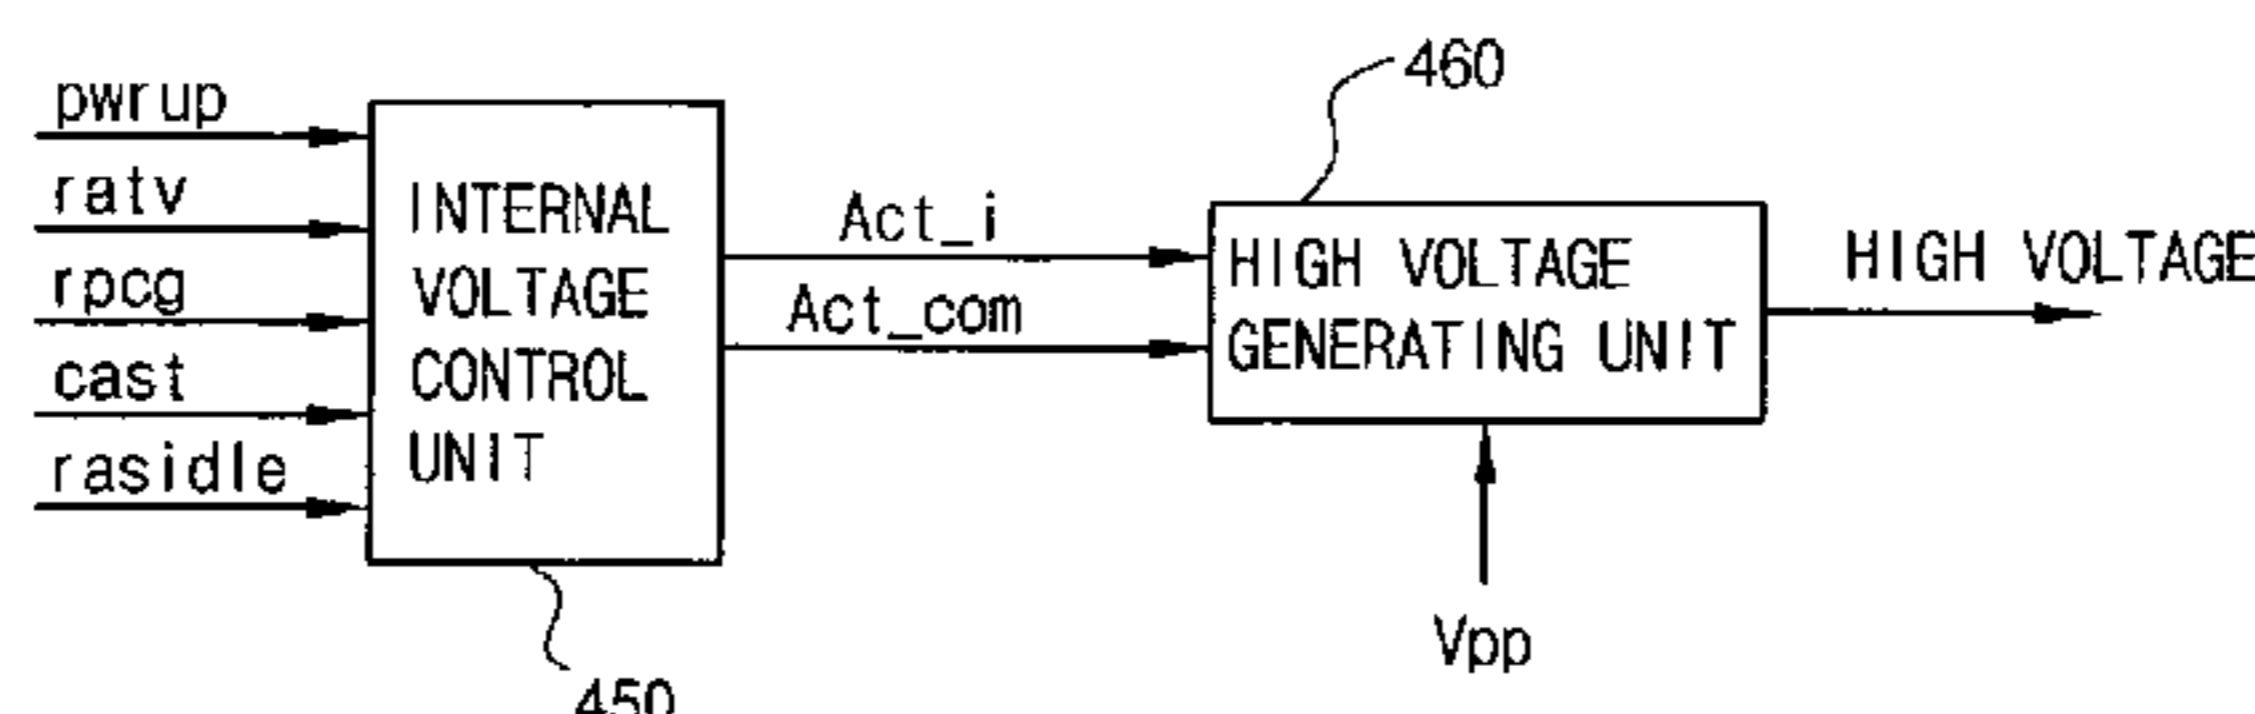 pwrup
ratv
rpcg
cast
rasidle
INTERNAL
VOLTAGE
CONTROL
UNIT
450
Act_i
Act_com
460
HIGH VOLTAGE
GENERATING UNIT
Vpp
HIGH VOLTAGE